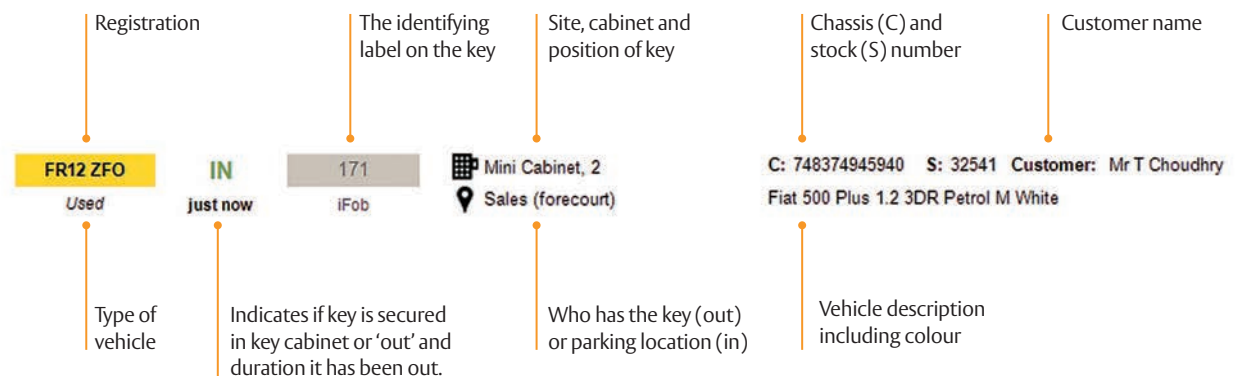 Registration
The identifying
label on the key
Site, cabinet and
position of key
Chassis (C) and
stock (S) number
Customer name
FR12 ZFO
Used
IN
just now
171
iFob
Mini Cabinet, 2
Sales (forecourt)
C: 748374945940 S: 32541 Customer: Mr T Choudhry
Fiat 500 Plus 1.2 3DR Petrol M White
Type of
vehicle
Indicates if key is secured
in key cabinet or ‘out’ and
duration it has been out.
Who has the key (out)
or parking location (in)
Vehicle description
including colour